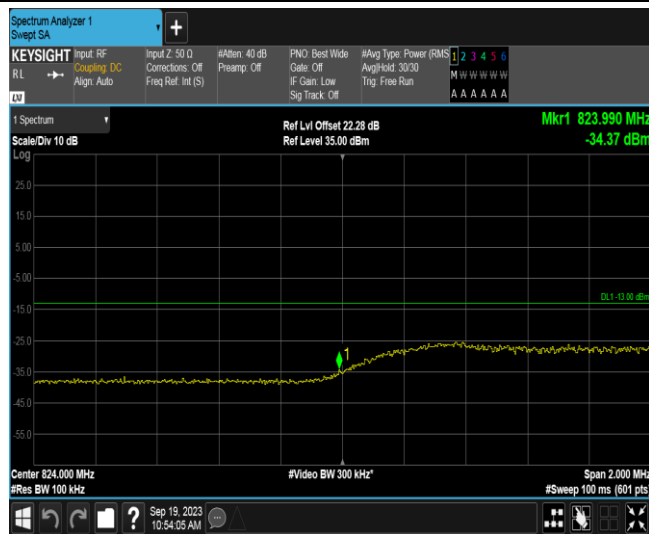 Spectrum Analyzer 1
Swept SA
+
KEYSIGHT Input: RF Input Z: 50 Ω #Atten: 40 dB PNO: Best Wide #Avg Type: Power (RMS 1 2 3 4 5 6
RL Coupling: DC Corrections: Off Preamp: Off Gate: Off Avg|Hold: 30/30 M W W W W W
Align: Auto Freq Ref: Int (S) IF Gain: Low Trig: Free Run
LXI Sig Track: Off A A A A A A
1 Spectrum Ref Lvl Offset 22.28 dB Mkr1 823.990 MHz
Scale/Div 10 dB Ref Level 35.00 dBm -34.37 dBm
Log
25.0
15.0
5.00
-5.00
DL1 -13.00 dBm
-15.0
-25.0
1
-35.0
-45.0
-55.0
Center 824.000 MHz #Video BW 300 kHz* Span 2.000 MHz
#Res BW 100 kHz #Sweep 100 ms (601 pts)
? Sep 19, 2023
10:54:05 AM